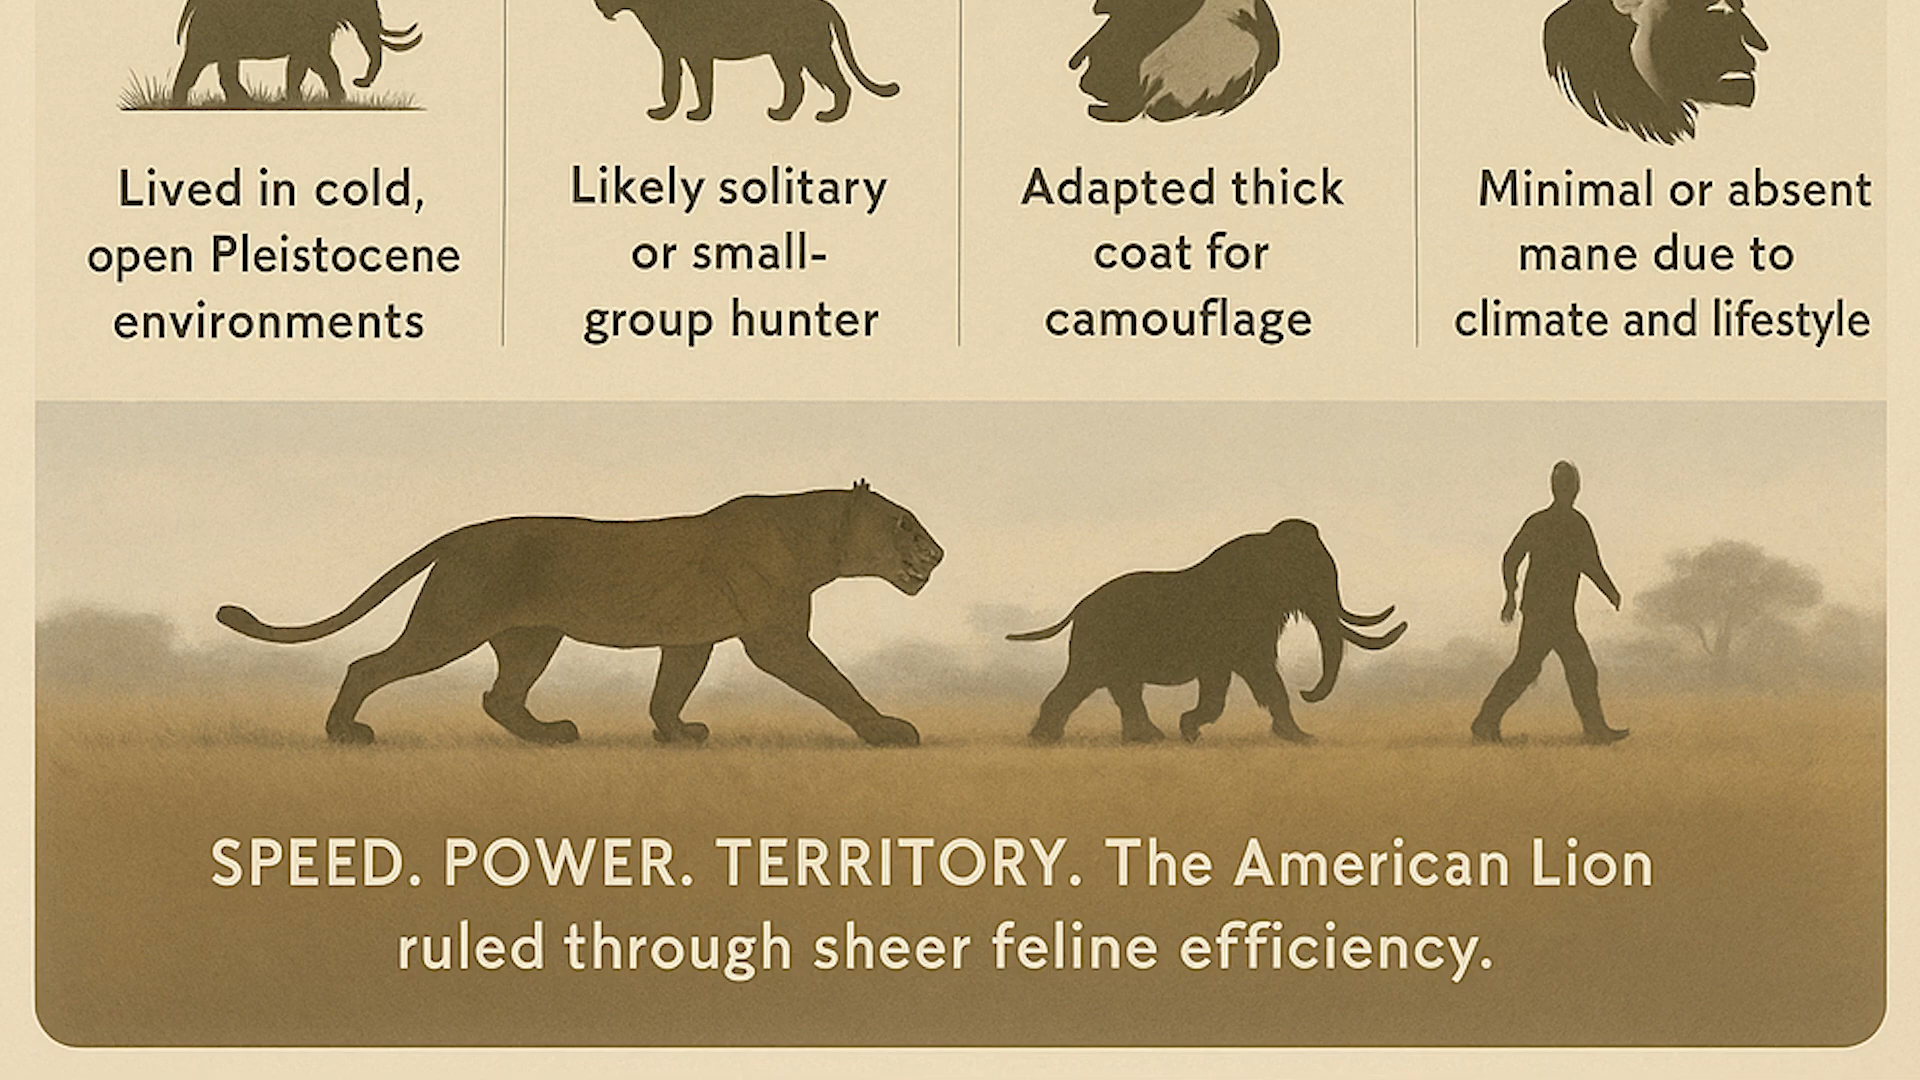 Lived in cold,
open Pleistocene
environments
Likely solitary
or small-
group hunter
Adapted thick
coat for
camouflage
Minimal or absent
mane due to
climate and lifestyle
SPEED. POWER. TERRITORY. The American Lion
ruled through sheer feline efficiency.